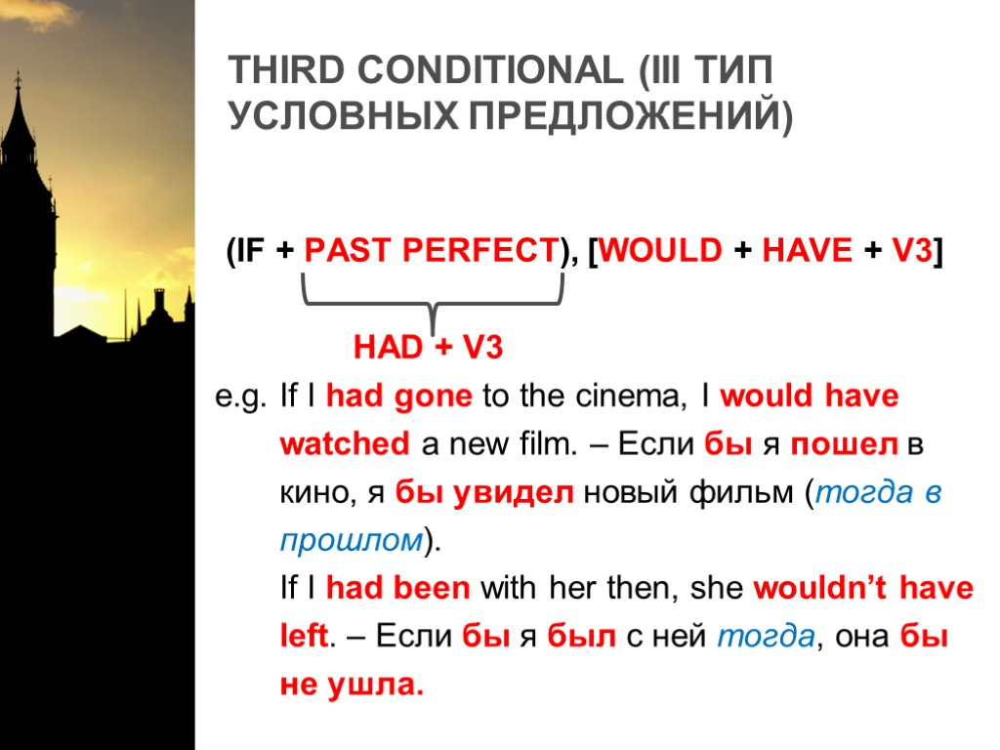 THIRD CONDITIONAL (III ТИП
УСЛОВНЫХ ПРЕДЛОЖЕНИЙ)
(IF + PAST PERFECT), [WOULD + HAVE + V3]
HAD + V3
e.g. If I had gone to the cinema, I would have
watched a new film. – Если бы я пошел в
кино, я бы увидел новый фильм (тогда в
прошлом).
If I had been with her then, she wouldn’t have
left. – Если бы я был с ней тогда, она бы
не ушла.